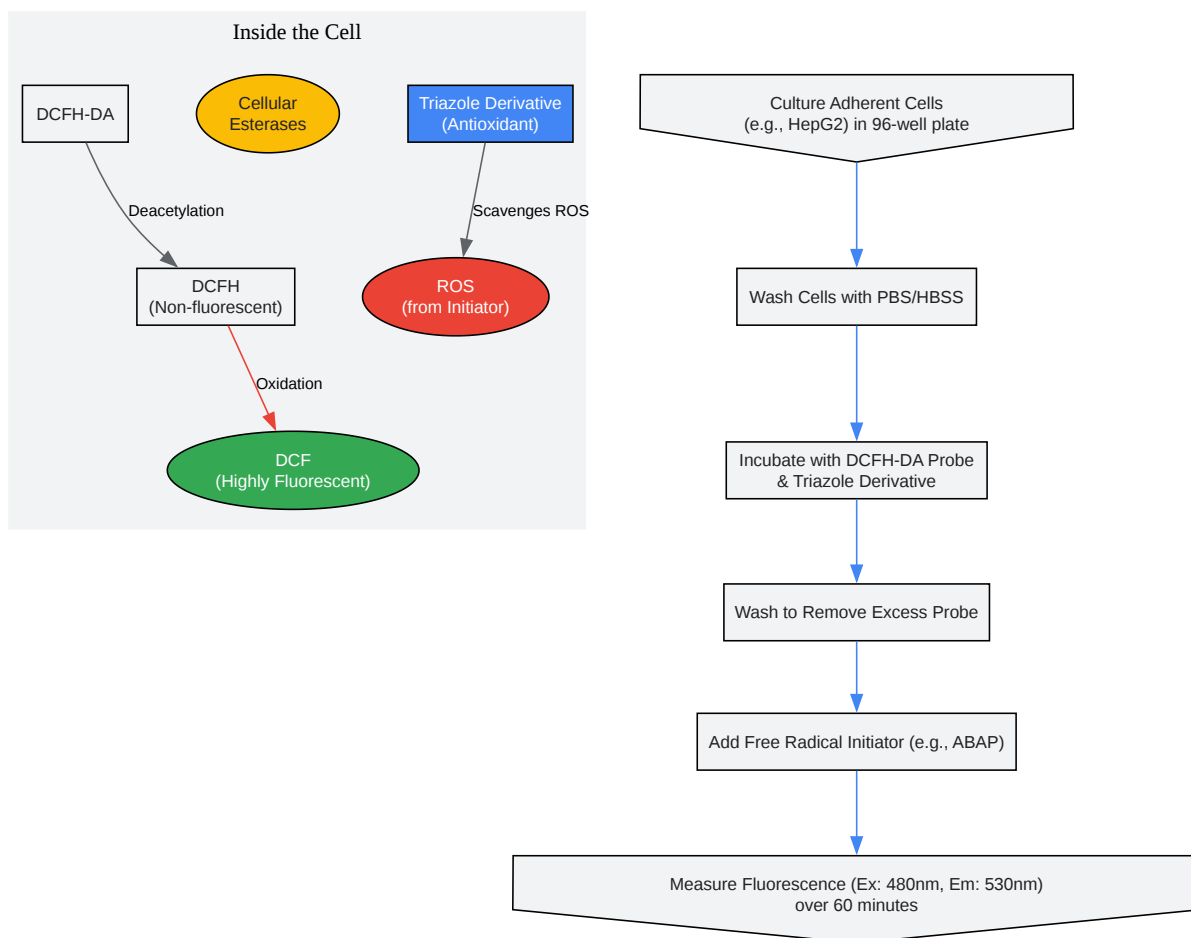 Inside the Cell
DCFH-DA
Cellular
Esterases
Triazole Derivative
(Antioxidant)
Deacetylation
Scavenges ROS
DCFH
(Non-fluorescent)
ROS
(from Initiator)
Oxidation
DCF
(Highly Fluorescent)
Culture Adherent Cells
(e.g., HepG2) in 96-well plate
Wash Cells with PBS/HBSS
Incubate with DCFH-DA Probe
& Triazole Derivative
Wash to Remove Excess Probe
Add Free Radical Initiator (e.g., ABAP)
Measure Fluorescence (Ex: 480nm, Em: 530nm)
over 60 minutes